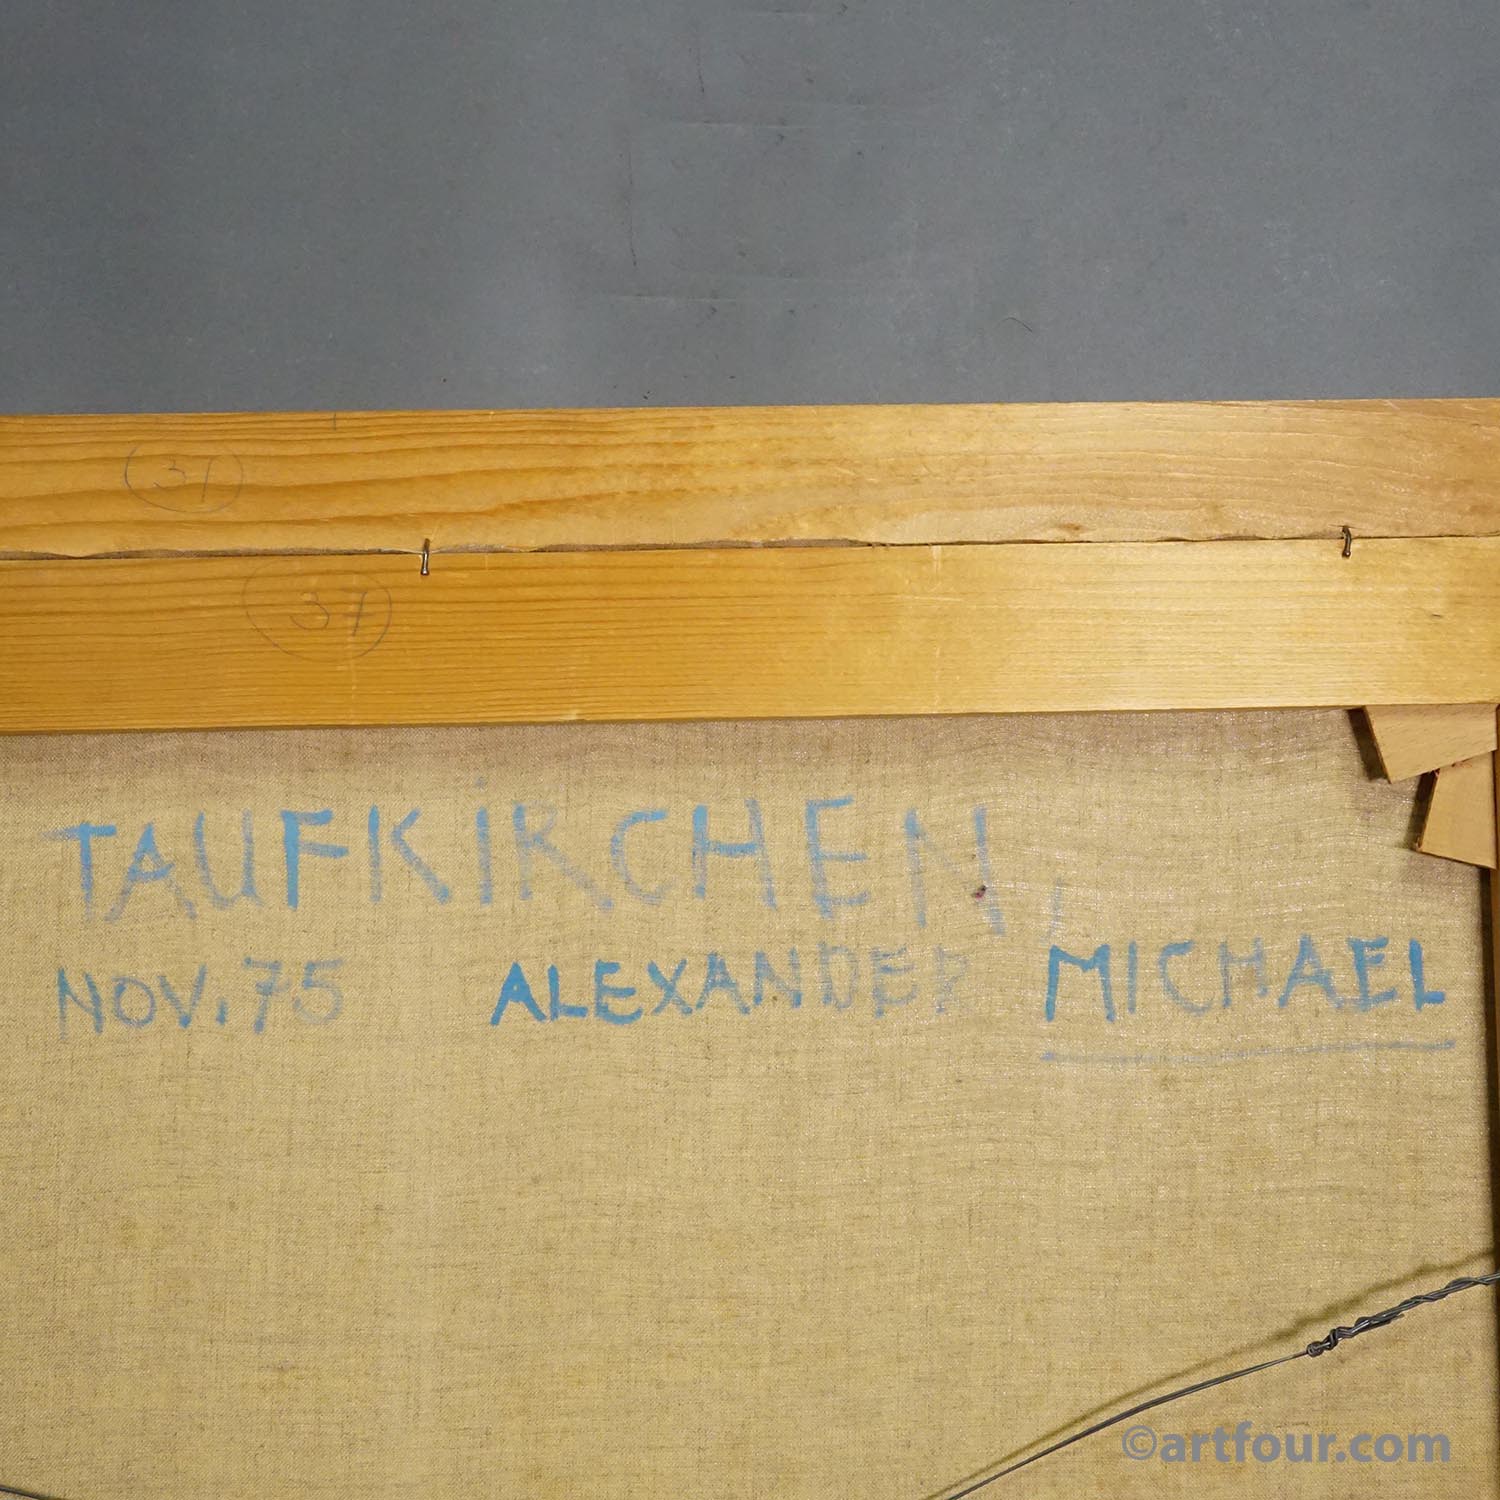 37
37
TAUFKiRCHEN,
NOV. 75 ALEXANDER MICHAEL
©artfour.com